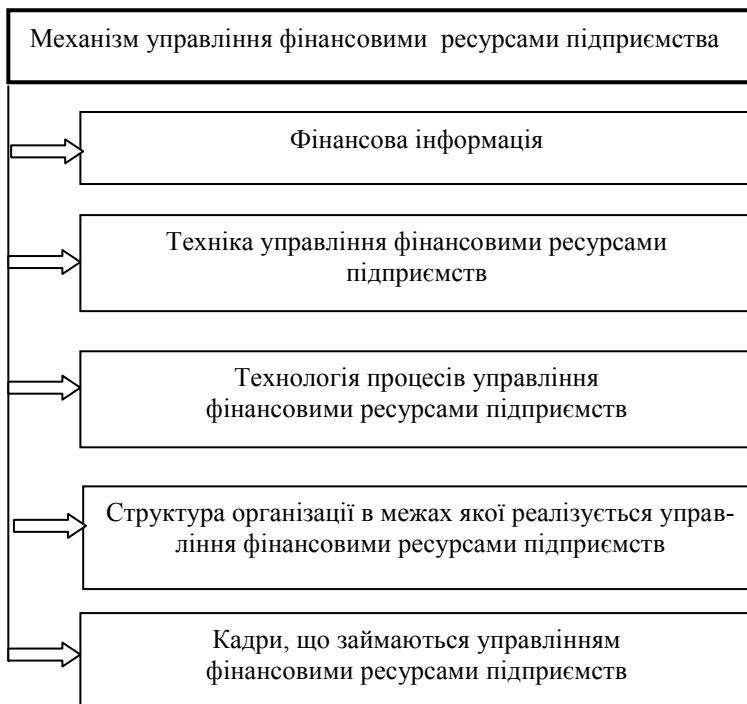 Механізм управління фінансовими ресурсами підприємства
Фінансова інформація
Техніка управління фінансовими ресурсами
підприємств
Технологія процесів управління
фінансовими ресурсами підприємств
Структура організації в межах якої реалізується управ-
ління фінансовими ресурсами підприємств
Кадри, що займаються управлінням
фінансовими ресурсами підприємств